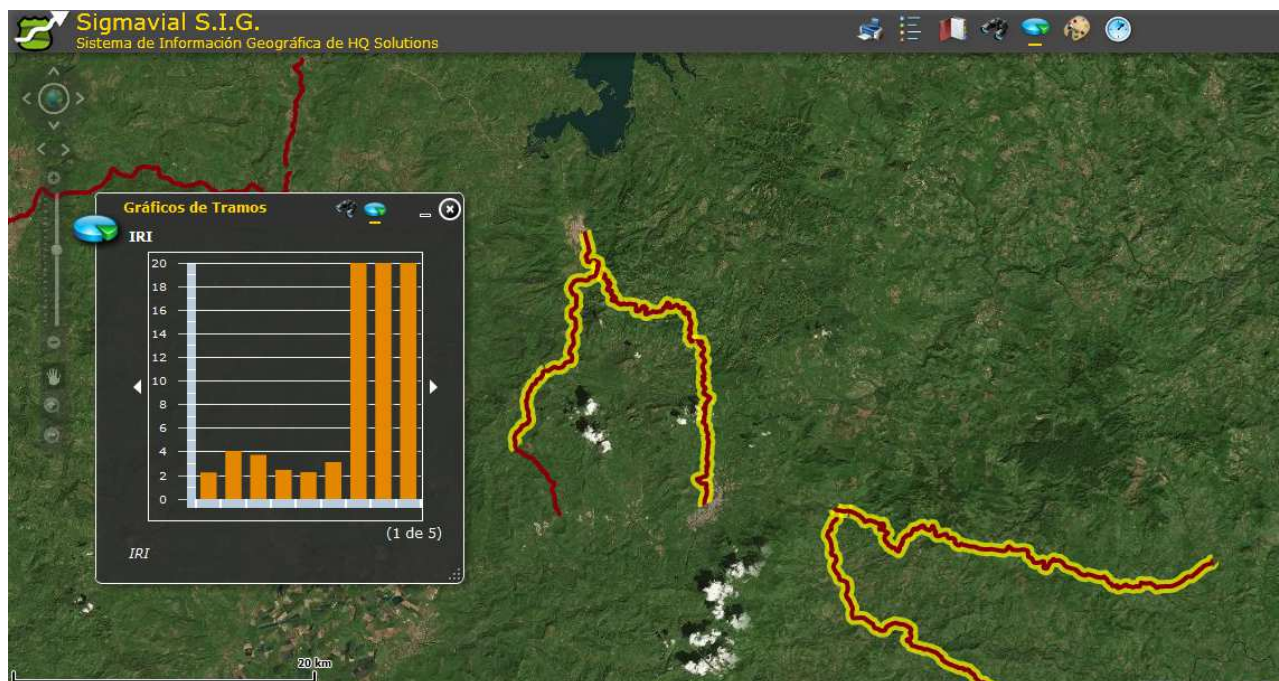 Sigmavial S.I.G.
Sistema de Información Geográfica de HQ Solutions
Gráficos de Tramos
IRI
20
18
16
14
12
10
8
6
4
2
0
(1 de 5)
IRI
20 km